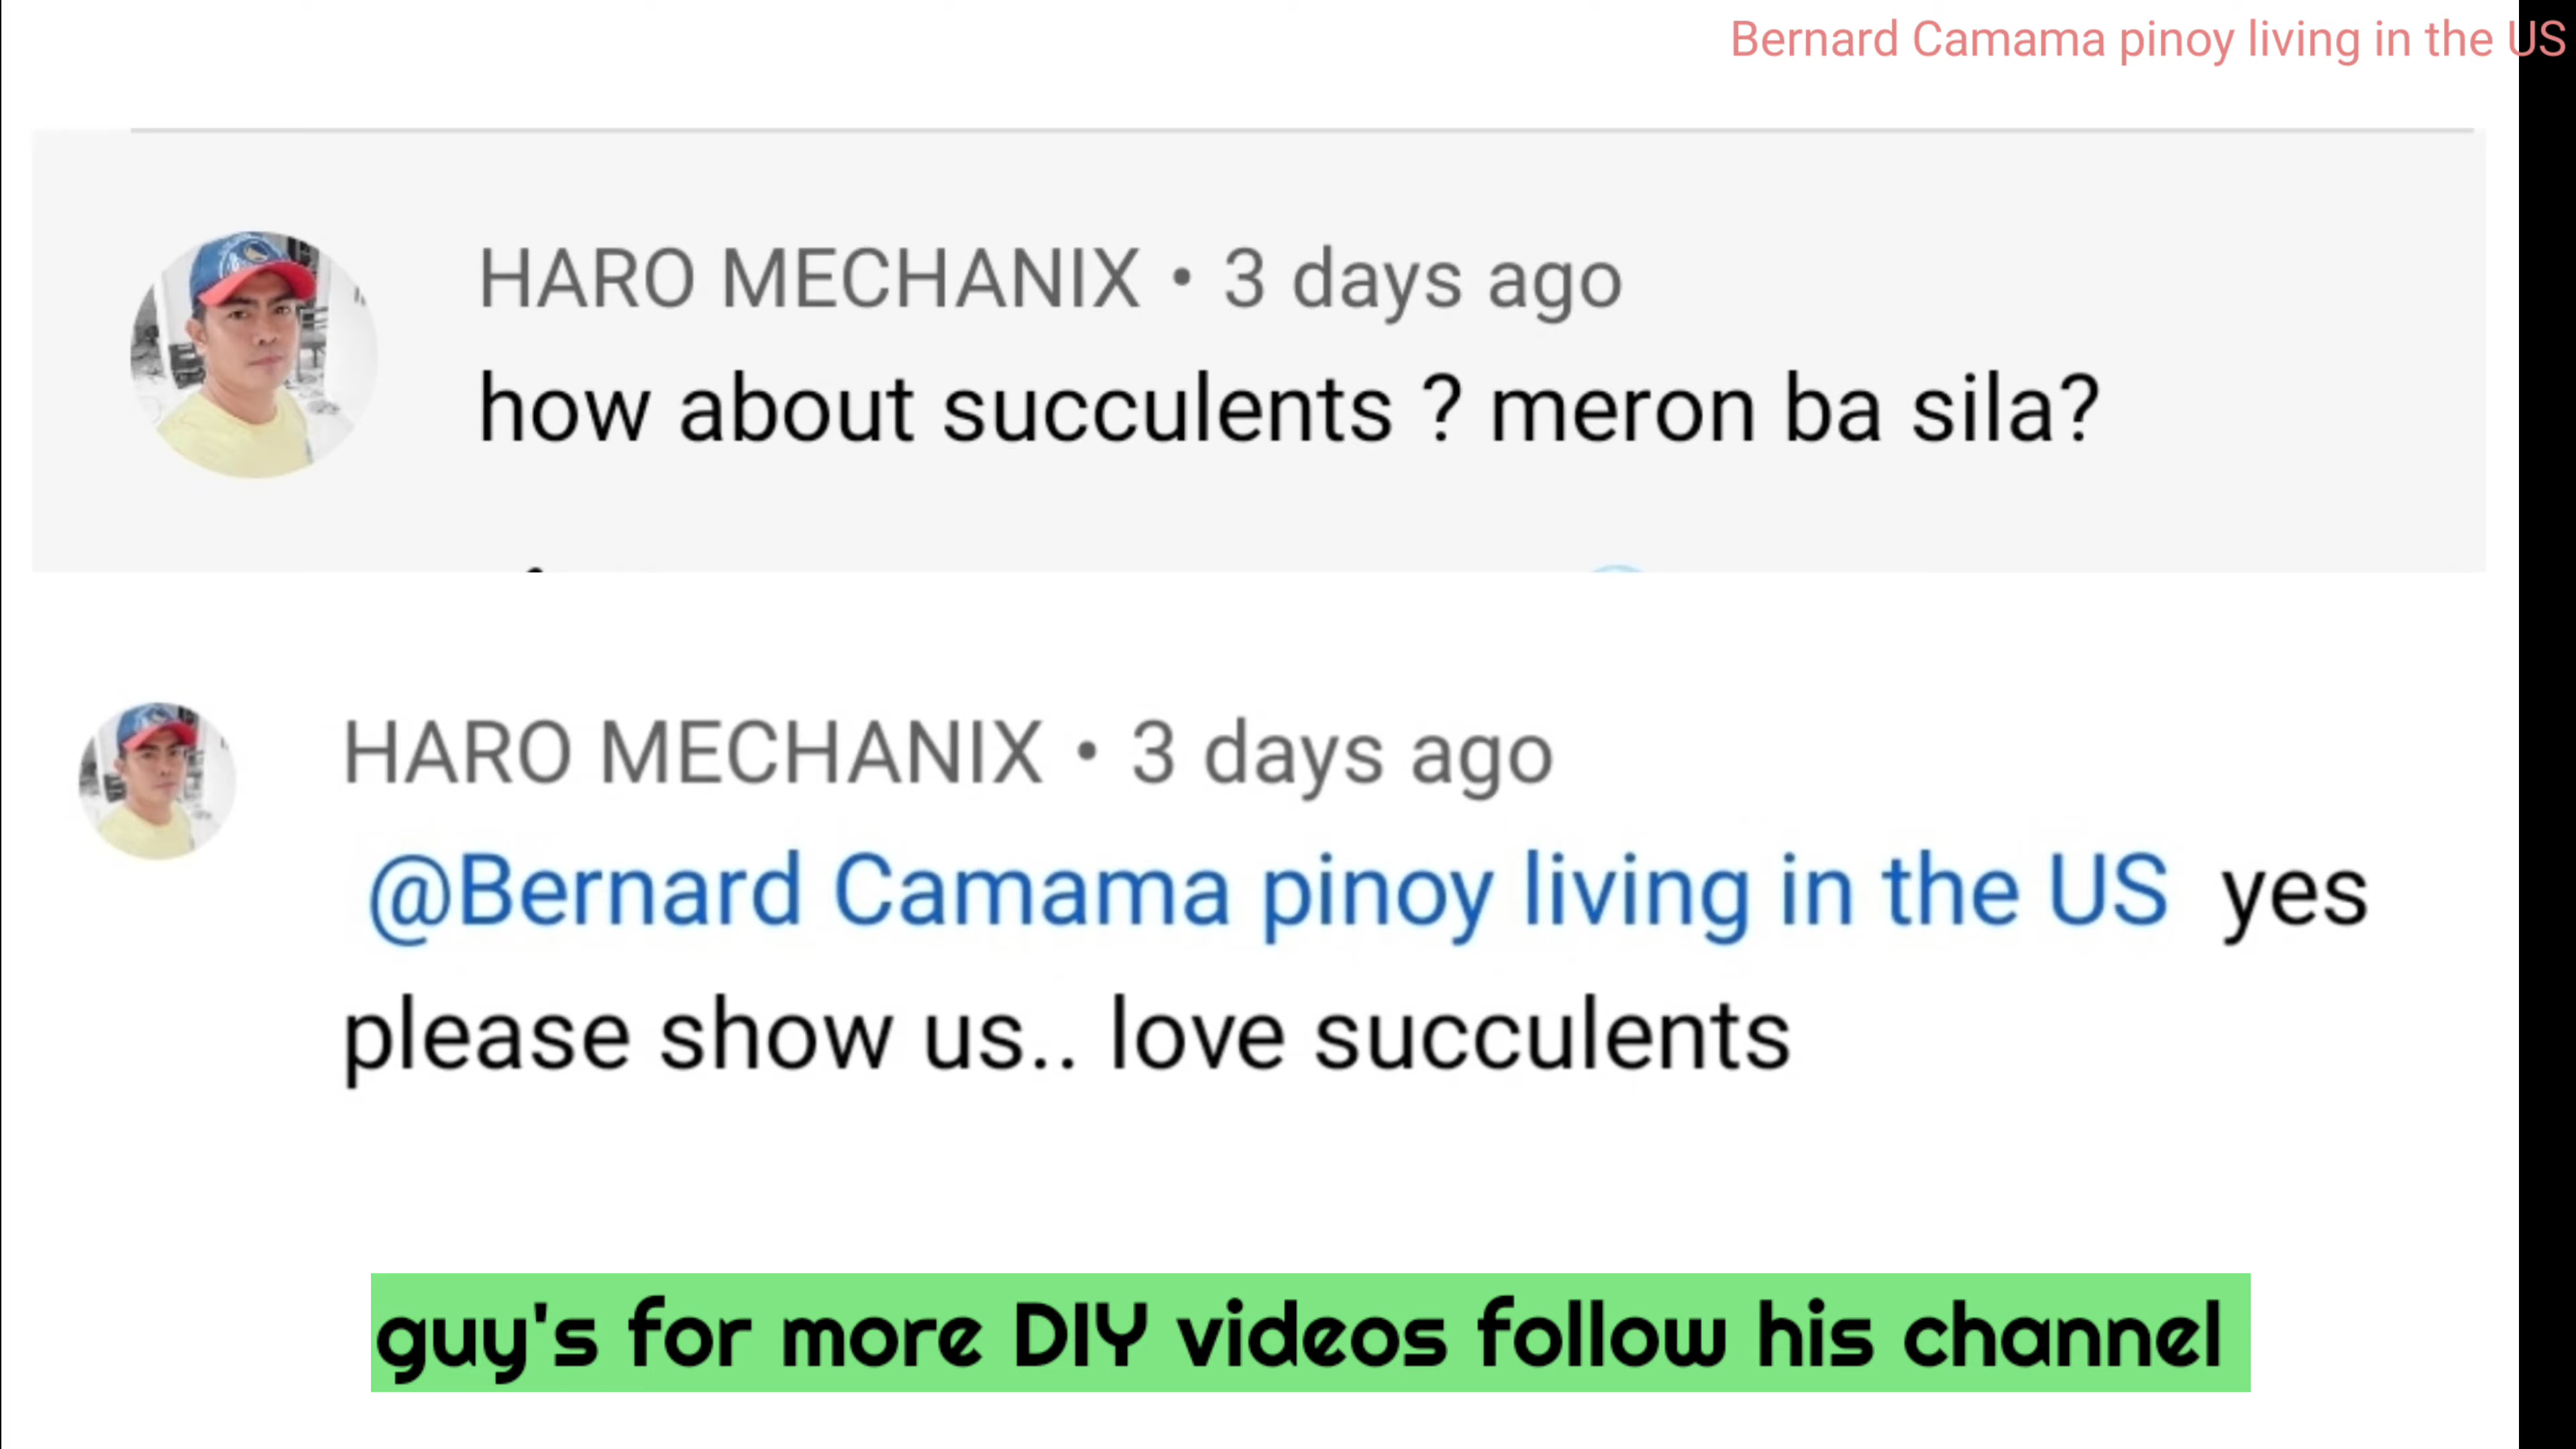 Bernard Camama pinoy living in the US
HARO MECHANIX • 3 days ago
how about succulents ? meron ba sila?
HARO MECHANIX • 3 days ago
@Bernard Camama pinoy living in the US yes
please show us.. love succulents
guy's for more DIY videos follow his channel